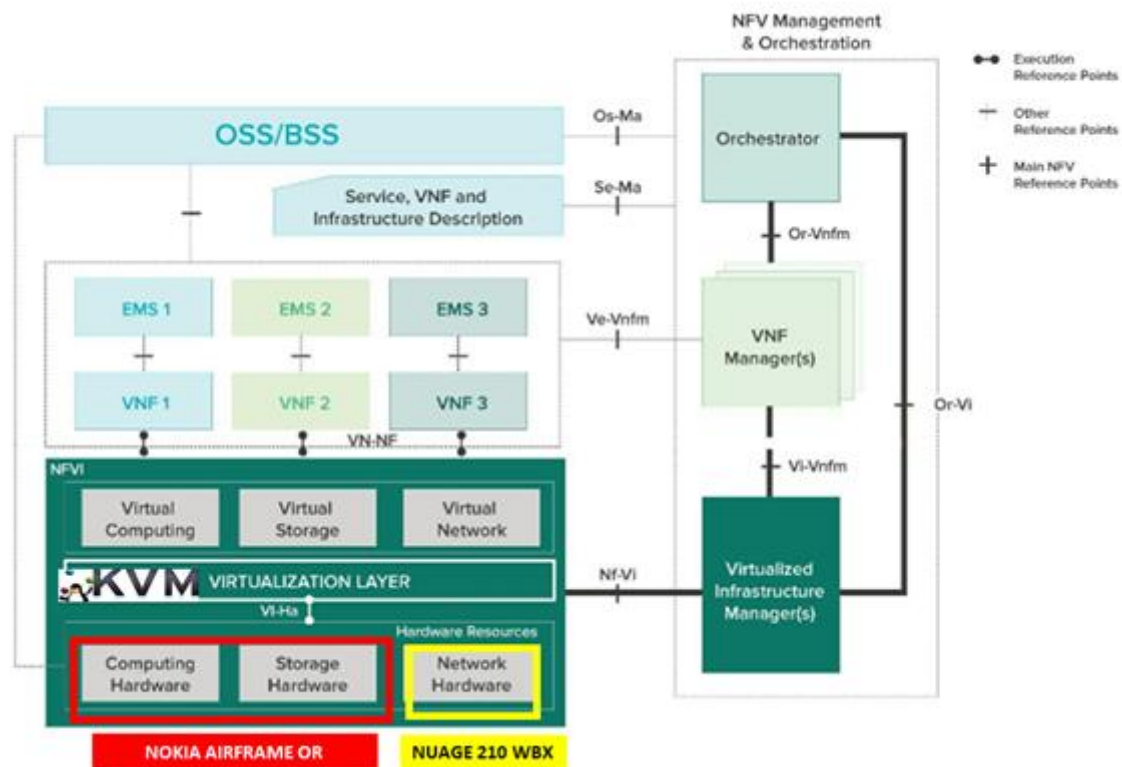 NFV Management
& Orchestration
Execution
Reference Points
Other
Reference Points
Main NFV
Reference Points
OSS/BSS
Os-Ma
Orchestrator
Service, VNF and
Infrastructure Description
Se-Ma
Or-Vnfm
EMS 1
EMS 2
EMS 3
Ve-Vnfm
VNF
Manager(s)
VNF 1
VNF 2
VNF 3
Or-Vi
VN-NF
NFVI
Vi-Vnfm
Virtual
Computing
Virtual
Storage
Virtual
Network
KVM
VIRTUALIZATION LAYER
Nf-Vi
Virtualized
Infrastructure
Manager(s)
VI-Ha
Hardware Resources
Computing
Hardware
Storage
Hardware
Network
Hardware
NOKIA AIRFRAME OR
NUAGE 210 WBX